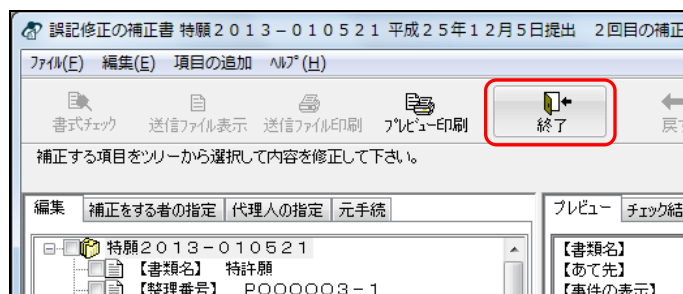 誤記修正の補正書 特願２０１３－０１０５２１ 平成２５年１２月５日提出　２回目の補正
ﾌｧｲﾙ(F)　編集(E)　項目の追加　ﾍﾙﾌﾟ(H)
書式ﾁｪｯｸ　送信ﾌｧｲﾙ表示　送信ﾌｧｲﾙ印刷　ﾌﾟﾚﾋﾞｭｰ印刷　終了　戻す
補正する項目をツリーから選択して内容を修正して下さい。
編集　補正をする者の指定　代理人の指定　元手続　プレビュー　チェック結
特願２０１３－０１０５２１　【書類名】
【書類名】　特許願　【あて先】
【整理番号】　Ｐ０００００３－１　【事件の表示】